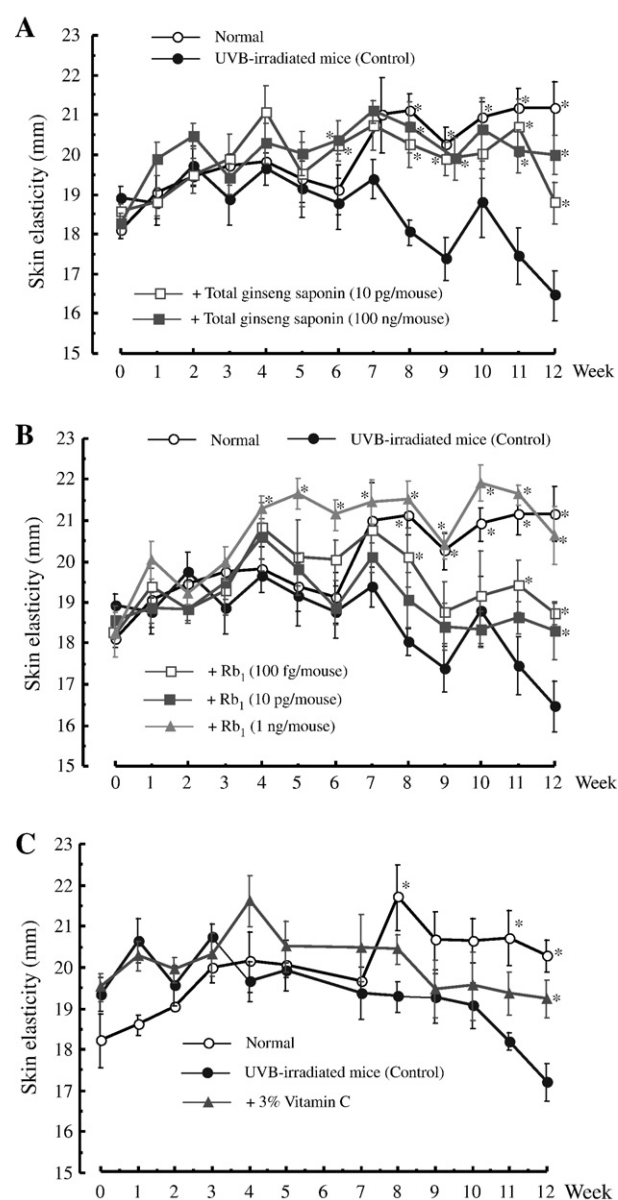 A
23
22
21
20
19
18
17
16
15
Skin elasticity (mm)
Normal
UVB-irradiated mice (Control)
+ Total ginseng saponin (10 pg/mouse)
+ Total ginseng saponin (100 ng/mouse)
* * * * * * * * * * * * * * * * *
0 1 2 3 4 5 6 7 8 9 10 11 12 Week
B
23
22
21
20
19
18
17
16
15
Skin elasticity (mm)
Normal UVB-irradiated mice (Control)
+ Rb₁ (100 fg/mouse)
+ Rb₁ (10 pg/mouse)
+ Rb₁ (1 ng/mouse)
* * * * * * * * * * * * * * * * * *
0 1 2 3 4 5 6 7 8 9 10 11 12 Week
C
23
22
21
20
19
18
17
16
15
Skin elasticity (mm)
Normal
UVB-irradiated mice (Control)
+ 3% Vitamin C
* * * *
0 1 2 3 4 5 6 7 8 9 10 11 12 Week